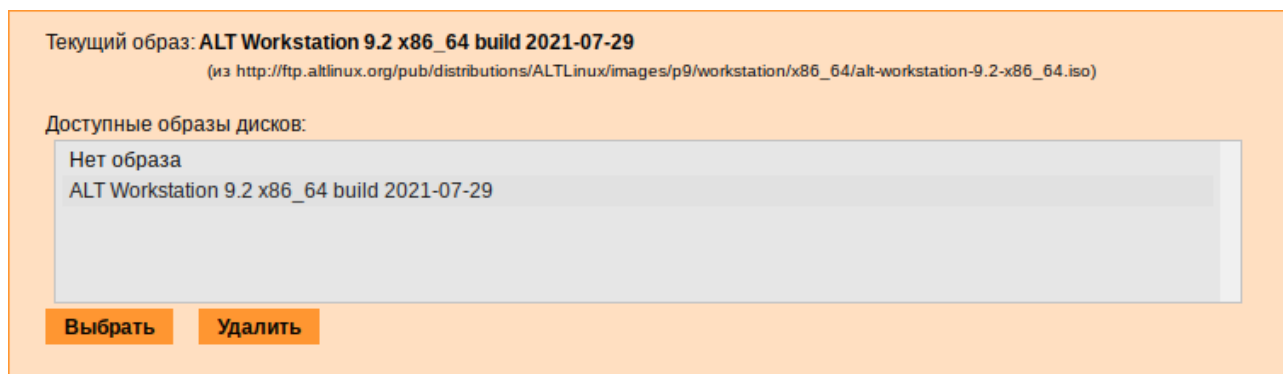 Текущий образ: ALT Workstation 9.2 x86_64 build 2021-07-29
(из http://ftp.altlinux.org/pub/distributions/ALTLinux/images/p9/workstation/x86_64/alt-workstation-9.2-x86_64.iso)
Доступные образы дисков:
Нет образа
ALT Workstation 9.2 x86_64 build 2021-07-29
Выбрать Удалить